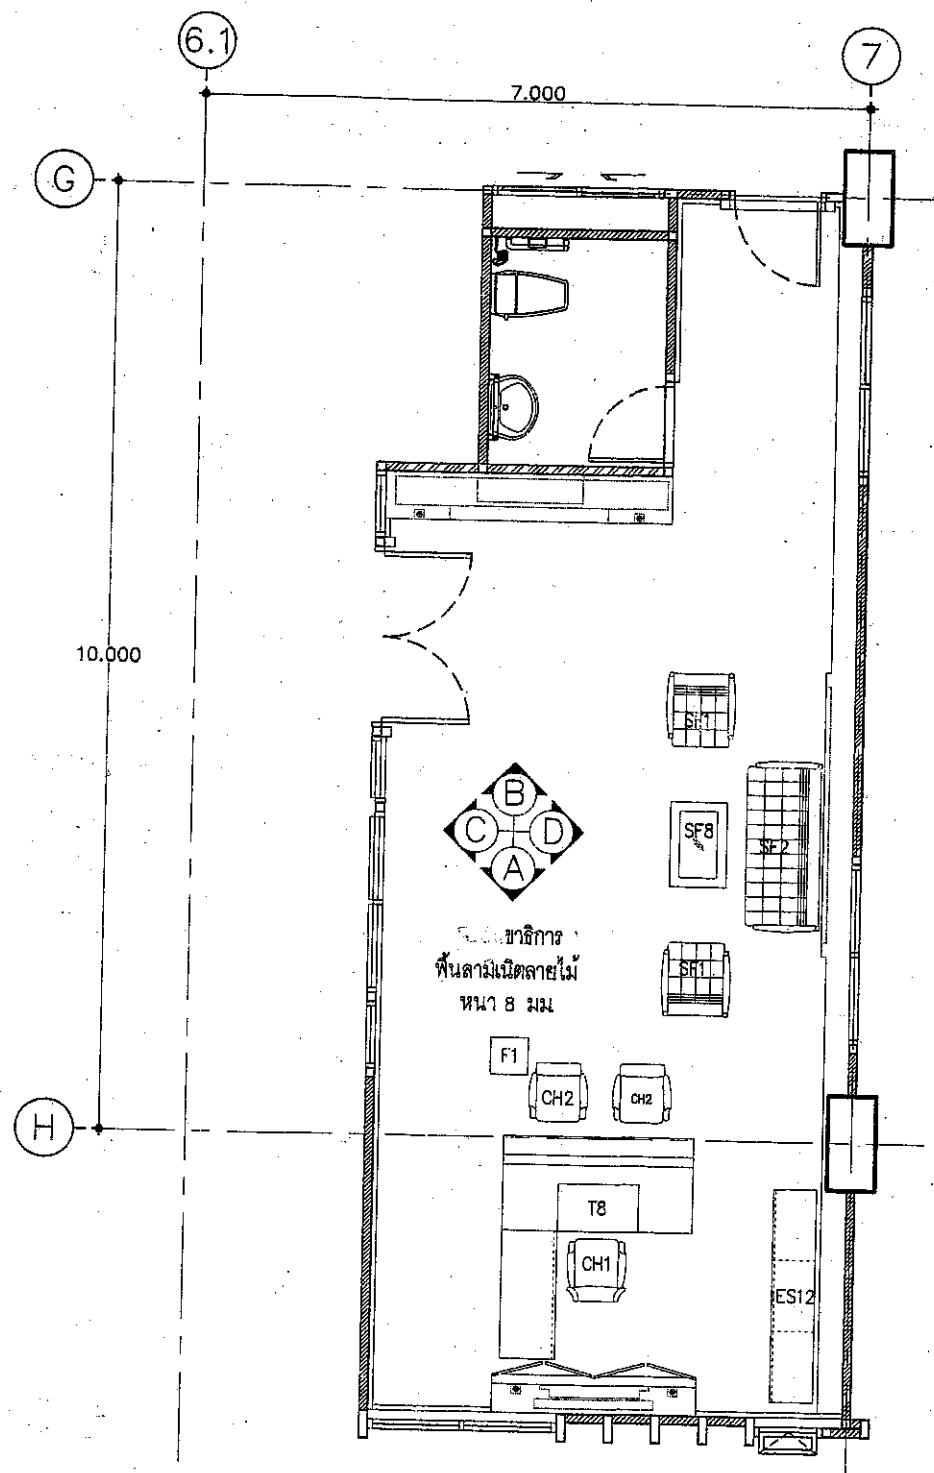 6.1
7
7.000
G
10.000
SF1
B
C D
A
SF8
SF2
ขวธิการ
พื้นลามิเนิตลายไม้
หนา 8 มม
SF1
F1
CH2
CH2
H
T8
CH1
ES12